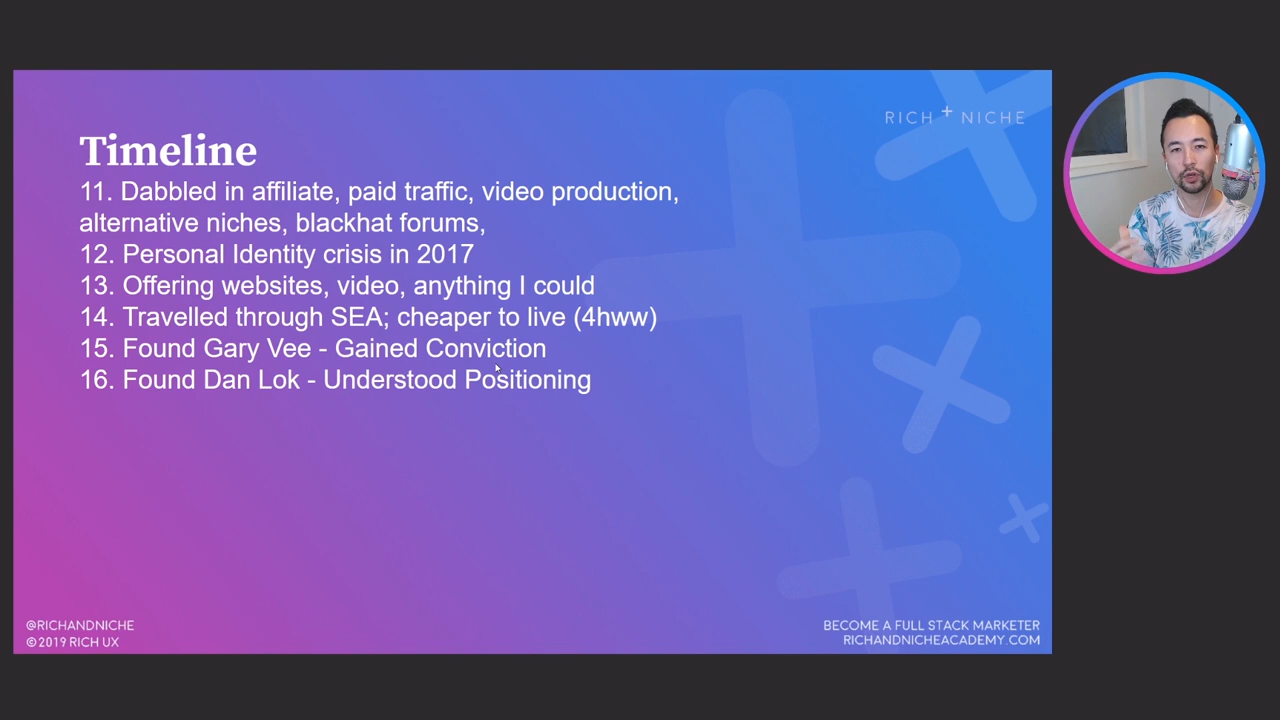 RICH + NICHE
Timeline
11. Dabbled in affiliate, paid traffic, video production,
alternative niches, blackhat forums,
12. Personal Identity crisis in 2017
13. Offering websites, video, anything I could
14. Travelled through SEA; cheaper to live (4hww)
15. Found Gary Vee - Gained Conviction
16. Found Dan Lok - Understood Positioning
@RICHANDNICHE
©2019 RICH UX
BECOME A FULL STACK MARKETER
RICHANDNICHEACADEMY.COM